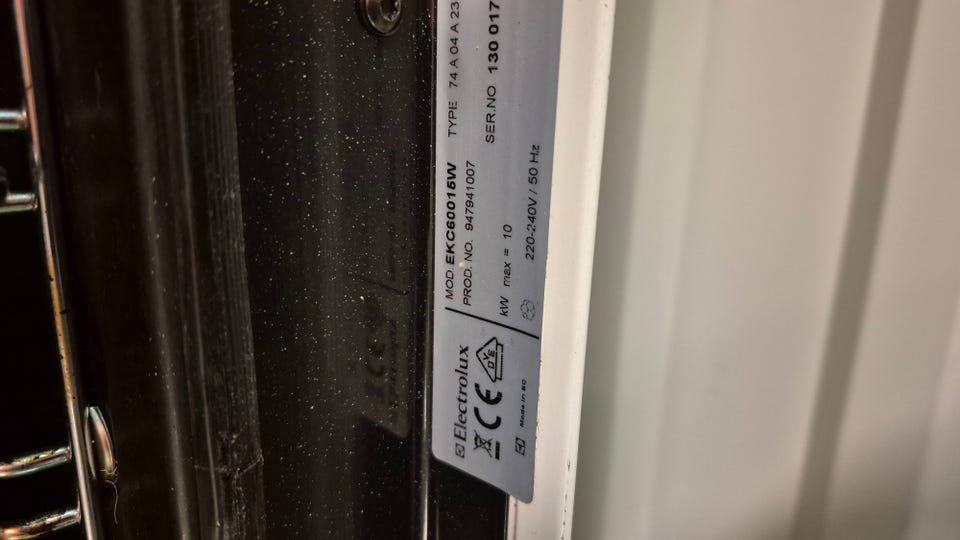 Electrolux
CE
DVE
Made in EC
MOD.EKC60015W TYPE 74 A 04 A 23
PROD.NO. 947941007
SER.NO. 130 017
kW max = 10
220-240V / 50 Hz